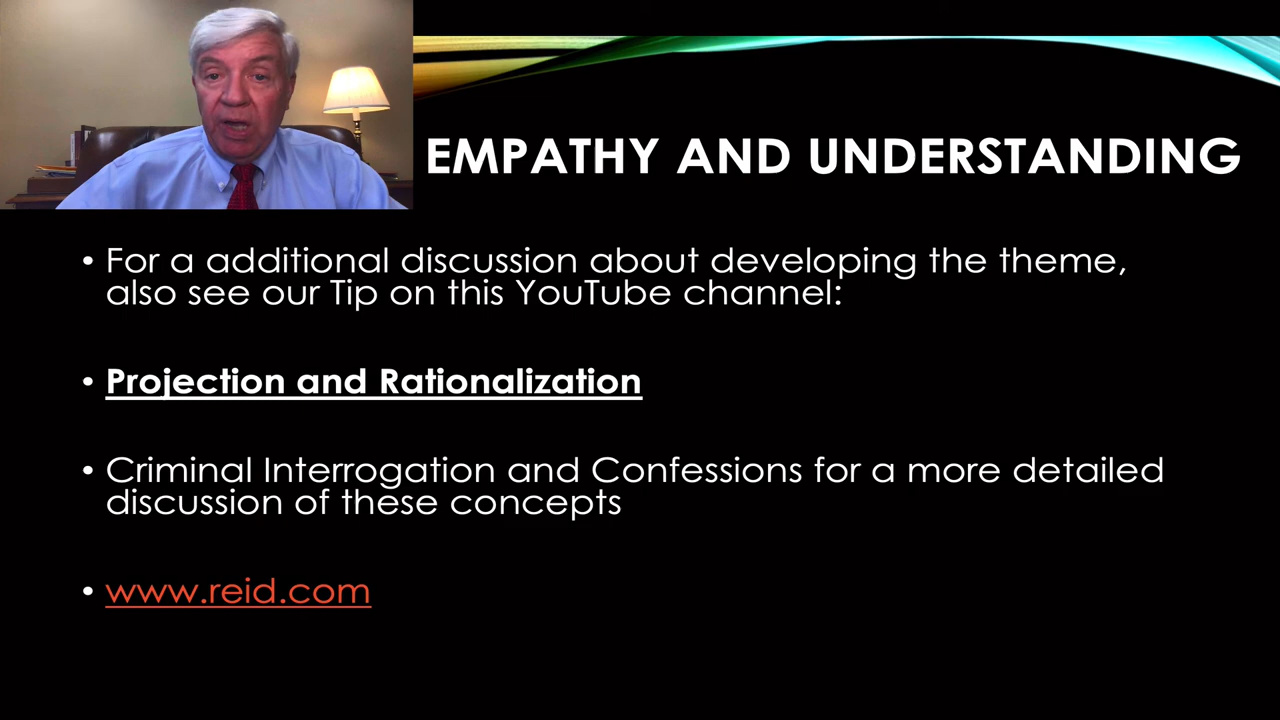 EMPATHY AND UNDERSTANDING
• For a additional discussion about developing the theme,
also see our Tip on this YouTube channel:
• Projection and Rationalization
• Criminal Interrogation and Confessions for a more detailed
discussion of these concepts
• www.reid.com